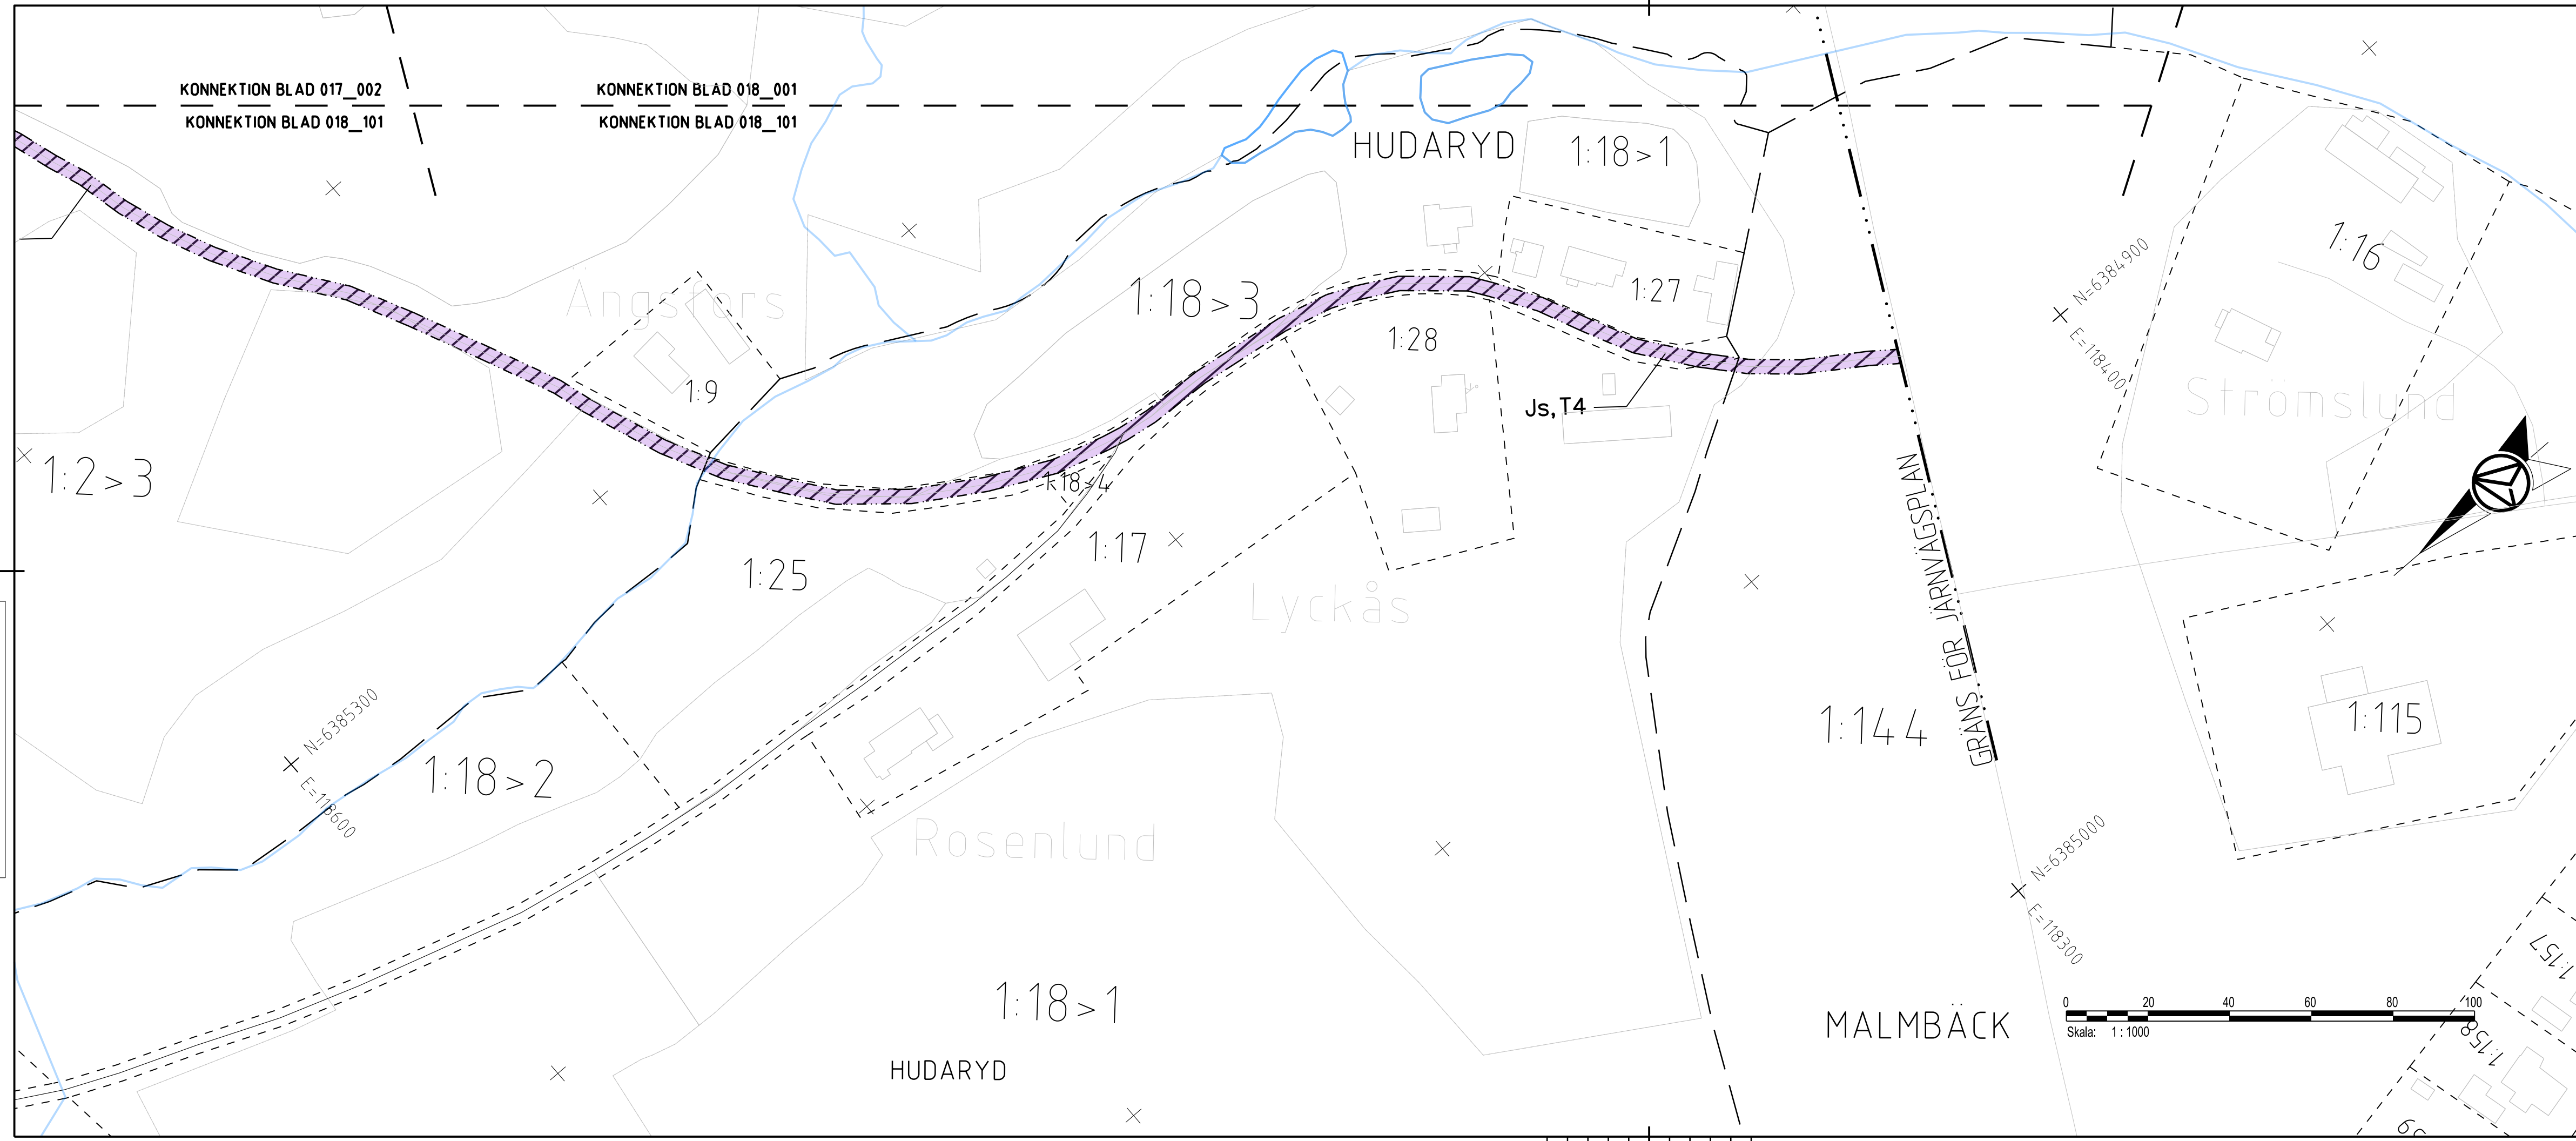 KONNEKTION BLAD 017_002
KONNEKTION BLAD 018_001
KONNEKTION BLAD 018_101
KONNEKTION BLAD 018_101
HUDARYD
1:18>1
1:16
N=6384900
E=118400
Ängsfors
1:18>3
1:27
1:28
1:9
Js,T4
Strömslund
1:2>3
1:18>4
1:17
1:25
Lyckås
GRÄNS FÖR JÄRNVÄGSPLAN
N=6385300
E=118600
1:18>2
1:144
1:115
Rosenlund
N=6385000
E=118300
1:157
1:18>1
MALMBÄCK
0 20 40 60 80 100
Skala: 1:1000
1:158
HUDARYD